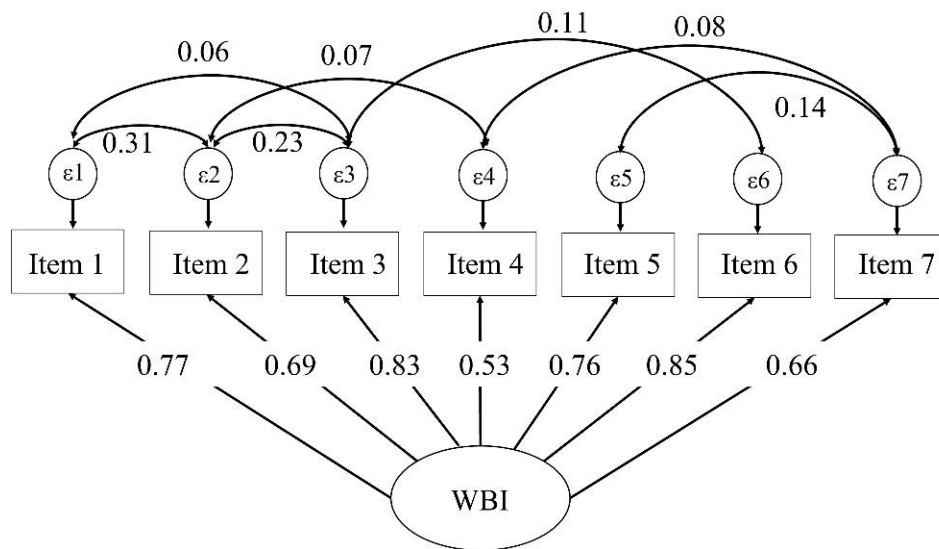 0.06 0.07 0.11 0.08
0.31 0.23 0.14
ε1 ε2 ε3 ε4 ε5 ε6 ε7
Item 1 Item 2 Item 3 Item 4 Item 5 Item 6 Item 7
0.77 0.69 0.83 0.53 0.76 0.85 0.66
WBI